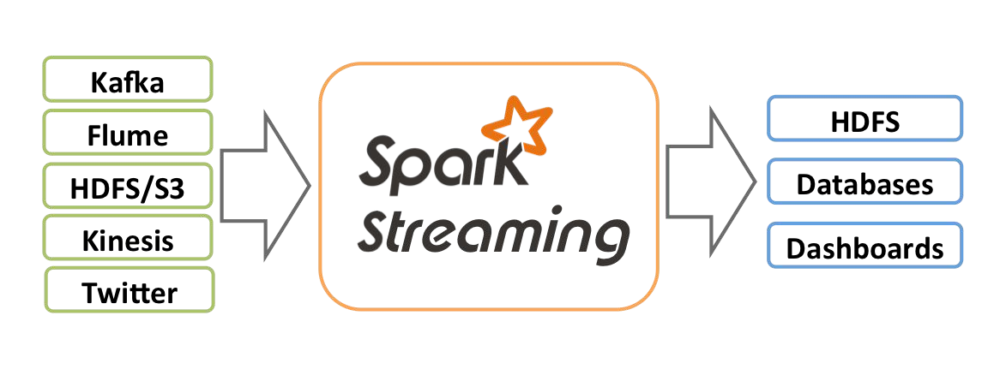 Kafka
Flume
HDFS/S3
Kinesis
Twitter
Spark
Streaming
HDFS
Databases
Dashboards